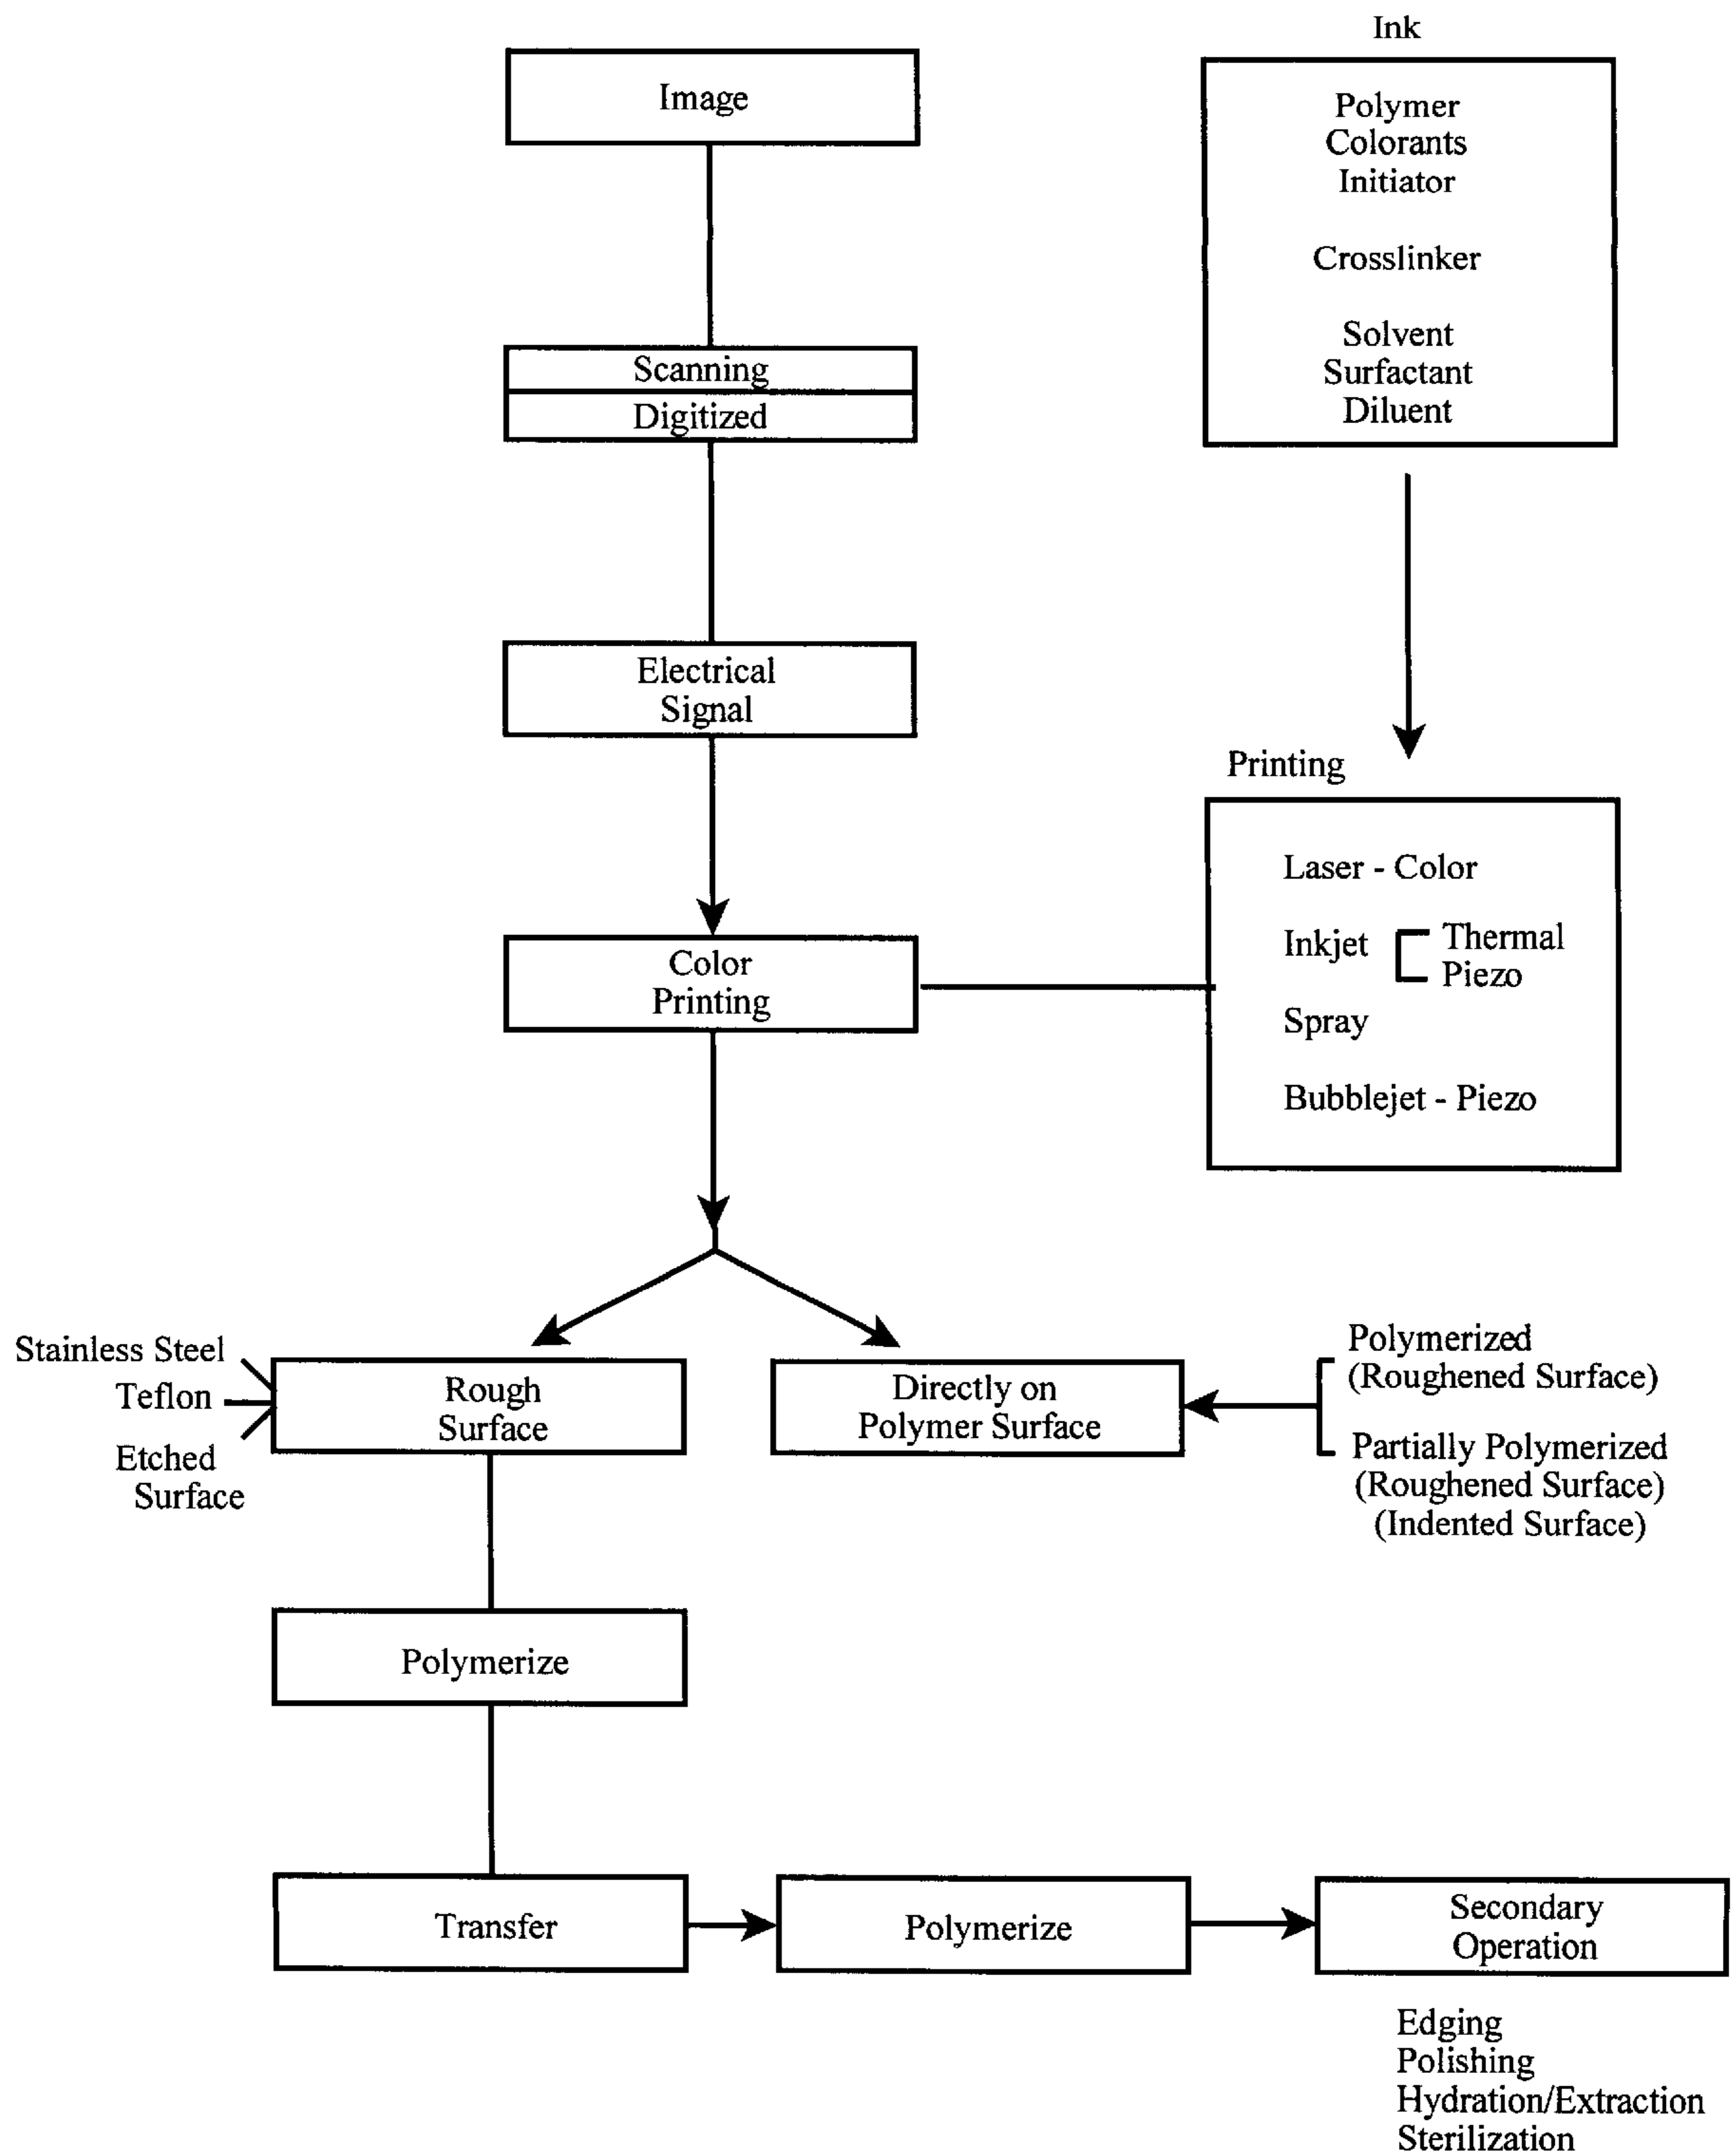 Ink
Image
Polymer
Colorants
Initiator
Crosslinker
Solvent
Surfactant
Diluent
Scanning
Digitized
Electrical
Signal
Printing
Laser - Color
Inkjet
Thermal
Piezo
Spray
Bubblejet - Piezo
Color
Printing
Stainless Steel
Teflon
Etched
Surface
Rough
Surface
Directly on
Polymer Surface
Polymerized
(Roughened Surface)
Partially Polymerized
(Roughened Surface)
(Indented Surface)
Polymerize
Transfer
Polymerize
Secondary
Operation
Edging
Polishing
Hydration/Extraction
Sterilization